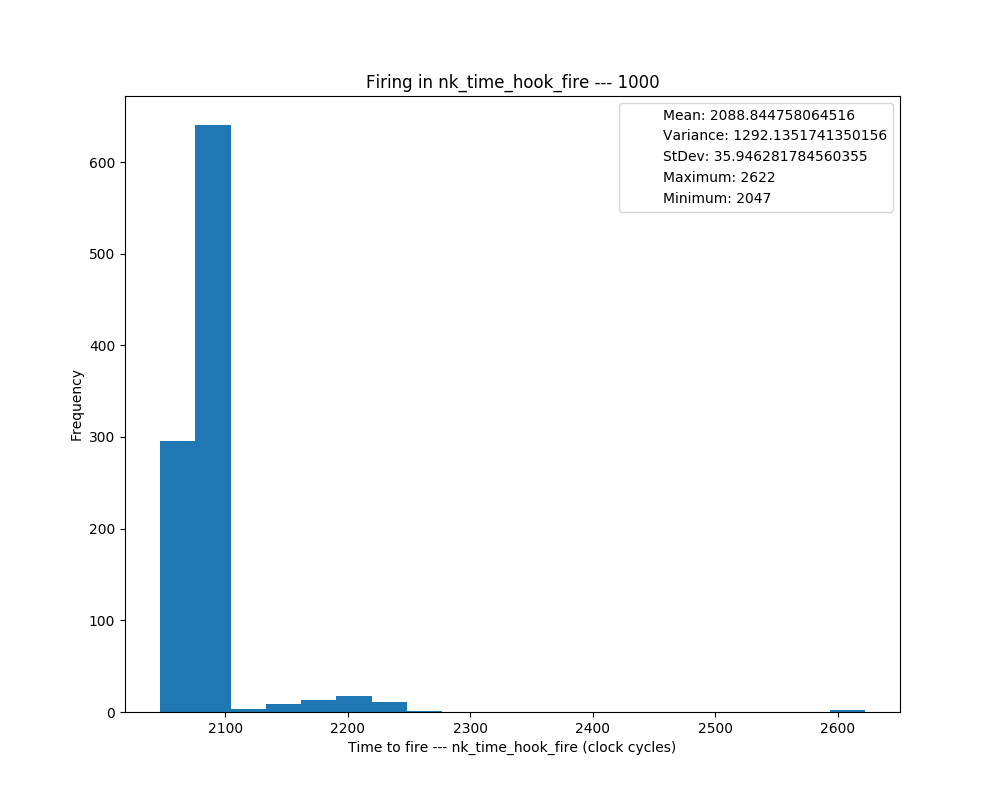 Firing in nk_time_hook_fire --- 1000
Mean: 2088.844758064516
Variance: 1292.1351741350156
StDev: 35.946281784560355
Maximum: 2622
Minimum: 2047
Frequency
600
500
400
300
200
100
0
2100 2200 2300 2400 2500 2600
Time to fire --- nk_time_hook_fire (clock cycles)